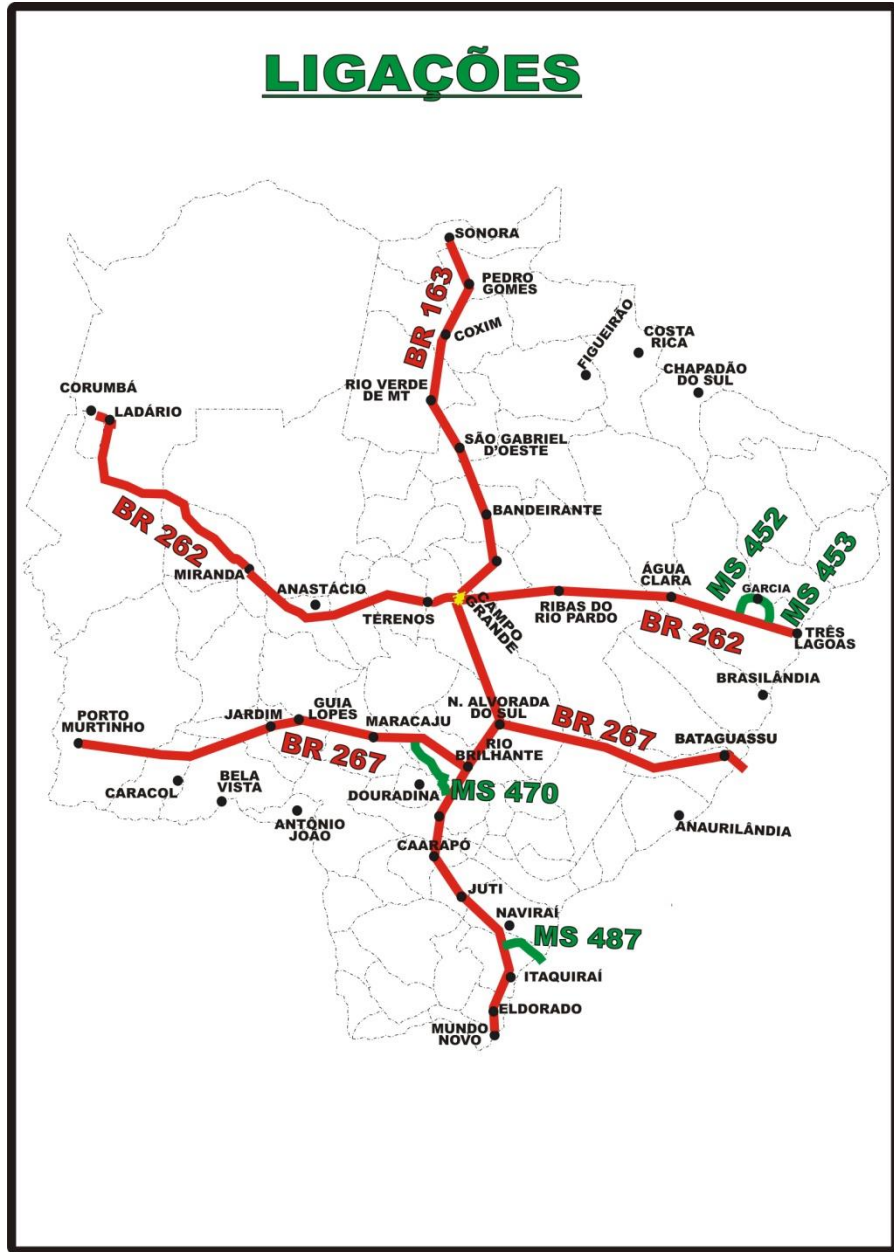 LIGAÇÕES
SONORA
PEDRO
GOMES
BR 163
COXIM
FIGUEIRÃO
COSTA
RICA
CHAPADÃO
DO SUL
RIO VERDE
DE MT
CORUMBÁ
LADÁRIO
SÃO GABRIEL
D'OESTE
BANDEIRANTE
BR 262
MIRANDA
ANASTÁCIO
TERENOS
CAMPO
GRANDE
RIBAS DO
RIO PARDO
ÁGUA
CLARA
BR 262
MS 452
GARCIA
MS 453
TRÊS
LAGOAS
BRASILÂNDIA
PORTO
MURTINHO
JARDIM
GUIA
LOPES
MARACAJU
N. ALVORADA
DO SUL
BR 267
BATAGUASSU
RIO
BRILHANTE
BR 267
CARACOL
BELA
VISTA
ANTÔNIO
JOÃO
DOURADINA
MS 470
ANAURILÂNDIA
CAARAPÓ
JUTI
NAVIRAÍ
MS 487
ITAQUIRAÍ
ELDORADO
MUNDO
NOVO